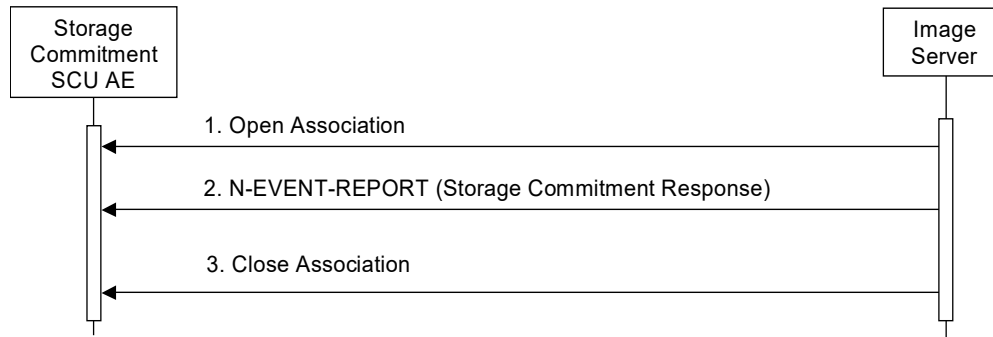 Storage
Commitment
SCU AE
Image
Server
1. Open Association
2. N-EVENT-REPORT (Storage Commitment Response)
3. Close Association